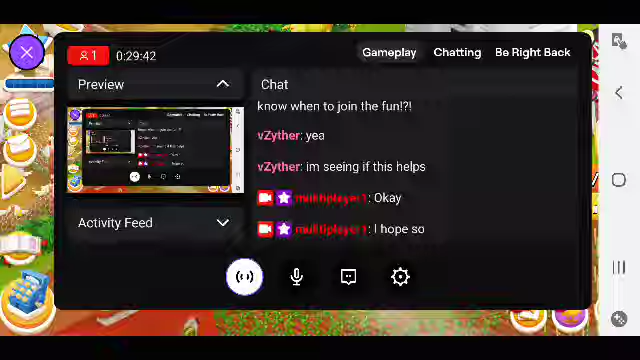 1 0:29:42 Gameplay Chatting Be Right Back
Preview
Chat
know when to join the fun!?!
vZyther: yea
vZyther: im seeing if this helps
multiplayer1: Okay
Activity Feed
multiplayer1: I hope so